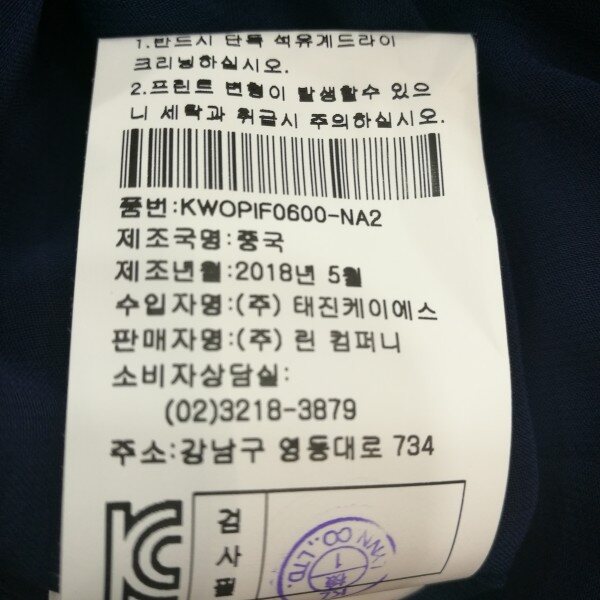 1.반드시 단독 석유계드라이
크리닝하십시오.
2.프린트 변형이 발생할수 있으
니 세탁과 취급시 주의하십시오.
품번:KWOPIF0600-NA2
제조국명:중국
제조년월:2018년 5월
수입자명:(주) 태진케이에스
판매자명:(주) 린 컴퍼니
소비자상담실:
(02)3218-3879
주소:강남구 영동대로 734
검
사
필
CO.,LTD.
1